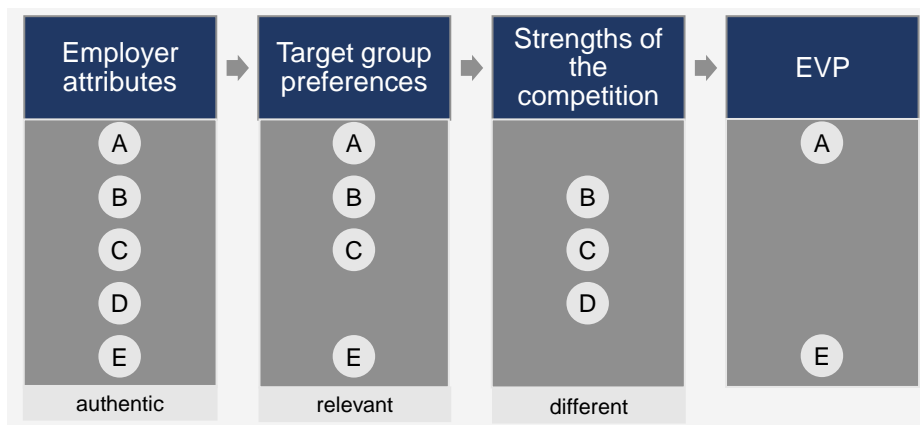 Employer
attributes
Target group
preferences
Strengths of
the
competition
EVP
A
A
A
B
B
B
C
C
C
D
D
E
E
E
authentic
relevant
different